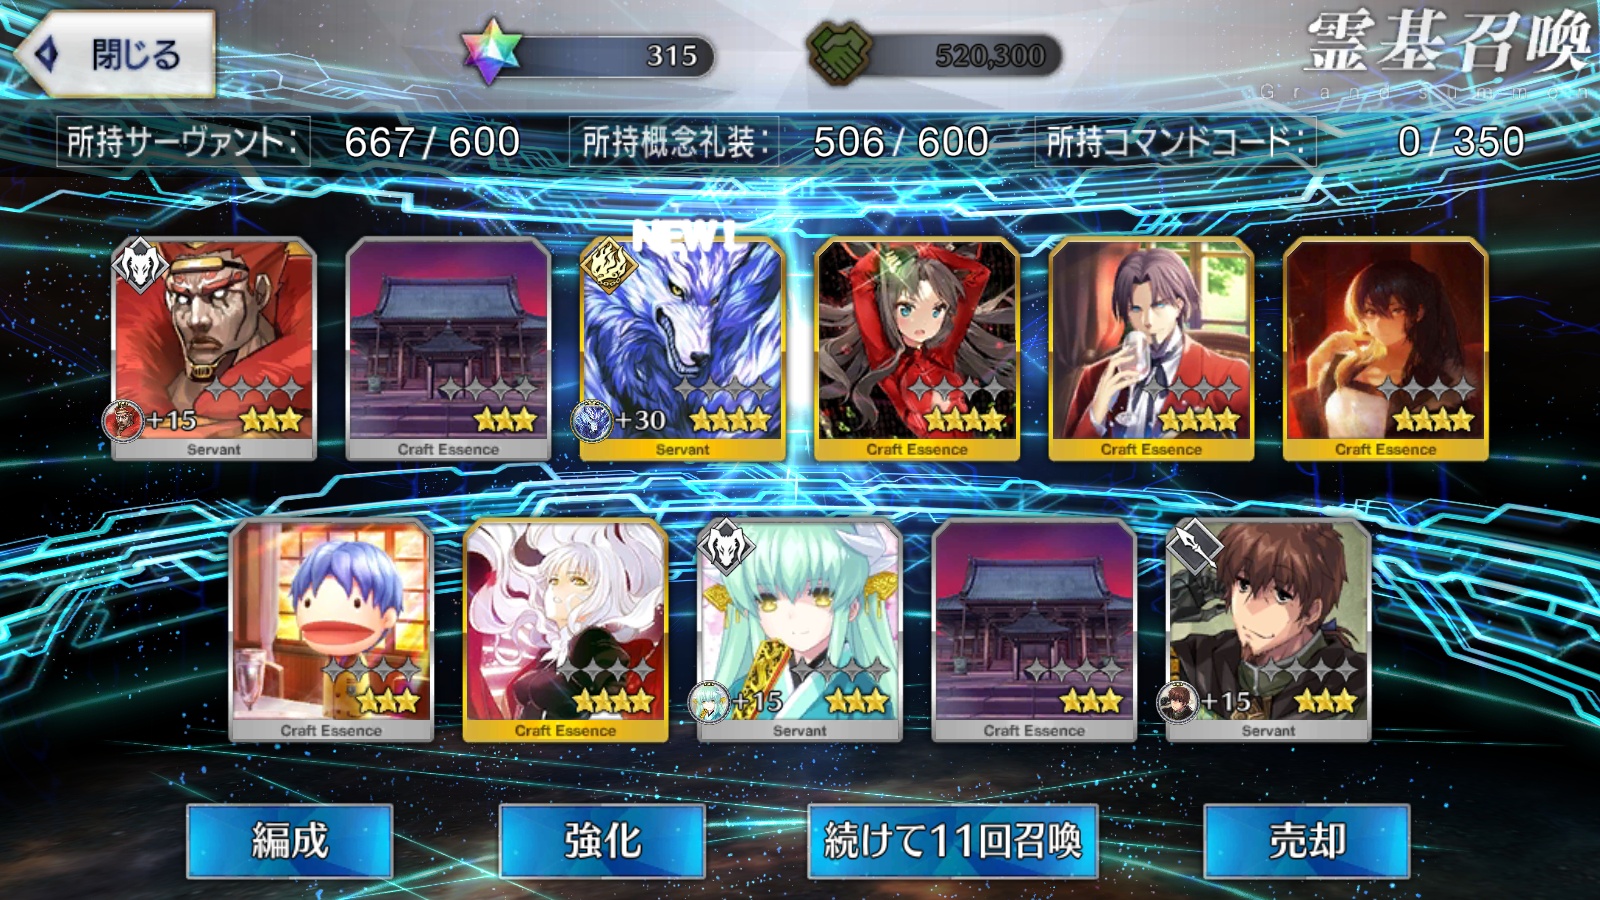 閉じる
315
520,300
霊基召喚
Grand summon
所持サーヴァント: 667/600
所持概念礼装: 506/600
所持コマンドコード: 0/350
NEW!
+15
+30
Servant
Craft Essence
Servant
Craft Essence
Craft Essence
Craft Essence
+15
+15
Craft Essence
Craft Essence
Servant
Craft Essence
Servant
編成
強化
続けて11回召喚
売却